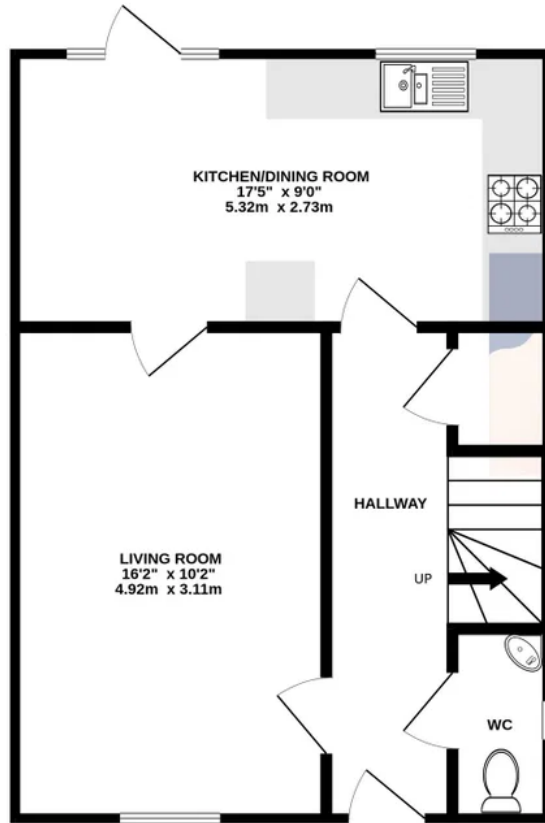 KITCHEN/DINING ROOM
17'5" x 9'0"
5.32m x 2.73m
HALLWAY
LIVING ROOM
16'2" x 10'2"
4.92m x 3.11m
UP
WC